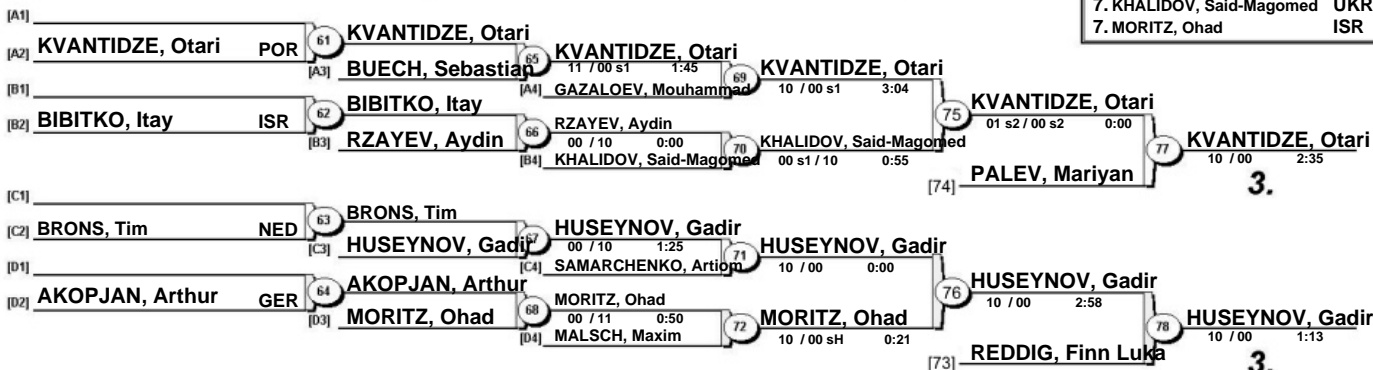 7. KHALIDOV, Said-Magomed UKR
7. MORITZ, Ohad ISR
[A1]
[A2] KVANTIDZE, Otari POR
61
KVANTIDZE, Otari
[A3] BUECH, Sebastian
65
KVANTIDZE, Otari
11 / 00 s1 1:45
[A4] GAZALOEV, Mouhammad
69
KVANTIDZE, Otari
10 / 00 s1 3:04
[B1]
[B2] BIBITKO, Itay ISR
62
BIBITKO, Itay
[B3] RZAYEV, Aydin
66
RZAYEV, Aydin
00 / 10 0:00
[B4] KHALIDOV, Said-Magomed
70
KHALIDOV, Said-Magomed
00 s1 / 10 0:55
75
KVANTIDZE, Otari
01 s2 / 00 s2 0:00
[74] PALEV, Mariyan
77
KVANTIDZE, Otari
10 / 00 2:35
3.
[C1]
[C2] BRONS, Tim NED
63
BRONS, Tim
[C3] HUSEYNOV, Gadir
67
HUSEYNOV, Gadir
00 / 10 1:25
[C4] SAMARCHENKO, Artiom
71
HUSEYNOV, Gadir
10 / 00 0:00
[D1]
[D2] AKOPJAN, Arthur GER
64
AKOPJAN, Arthur
[D3] MORITZ, Ohad
68
MORITZ, Ohad
00 / 11 0:50
[D4] MALSCH, Maxim
72
MORITZ, Ohad
10 / 00 sH 0:21
76
HUSEYNOV, Gadir
10 / 00 2:58
[73] REDDIG, Finn Luka
78
HUSEYNOV, Gadir
10 / 00 1:13
3.